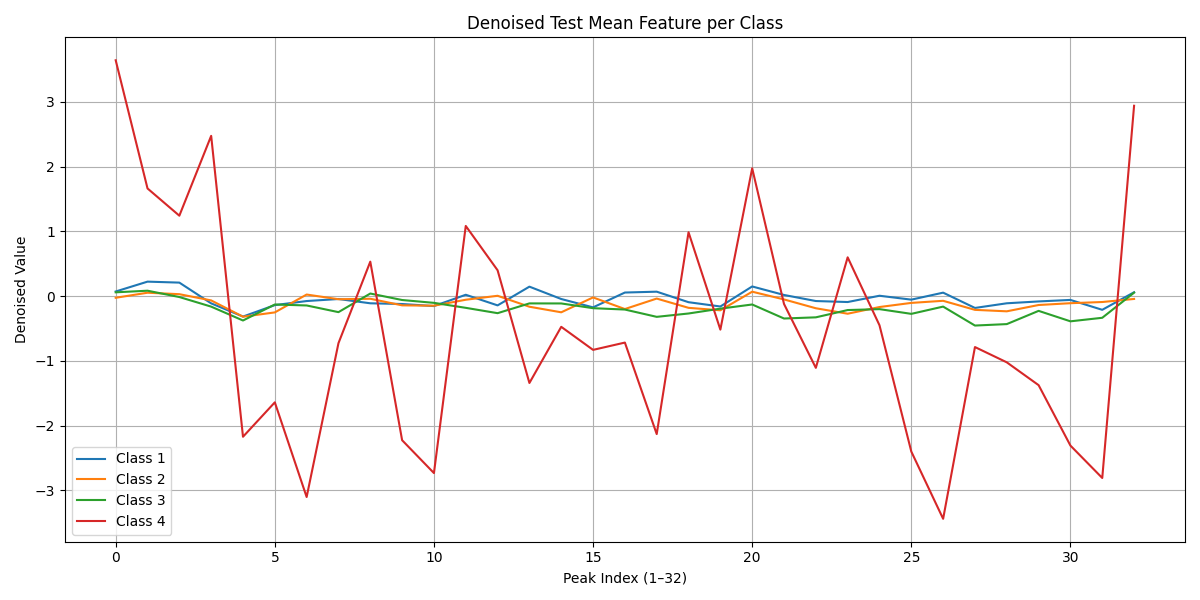 Denoised Test Mean Feature per Class
Denoised Value
3
2
1
0
−1
−2
−3
Class 1
Class 2
Class 3
Class 4
0 5 10 15 20 25 30
Peak Index (1–32)